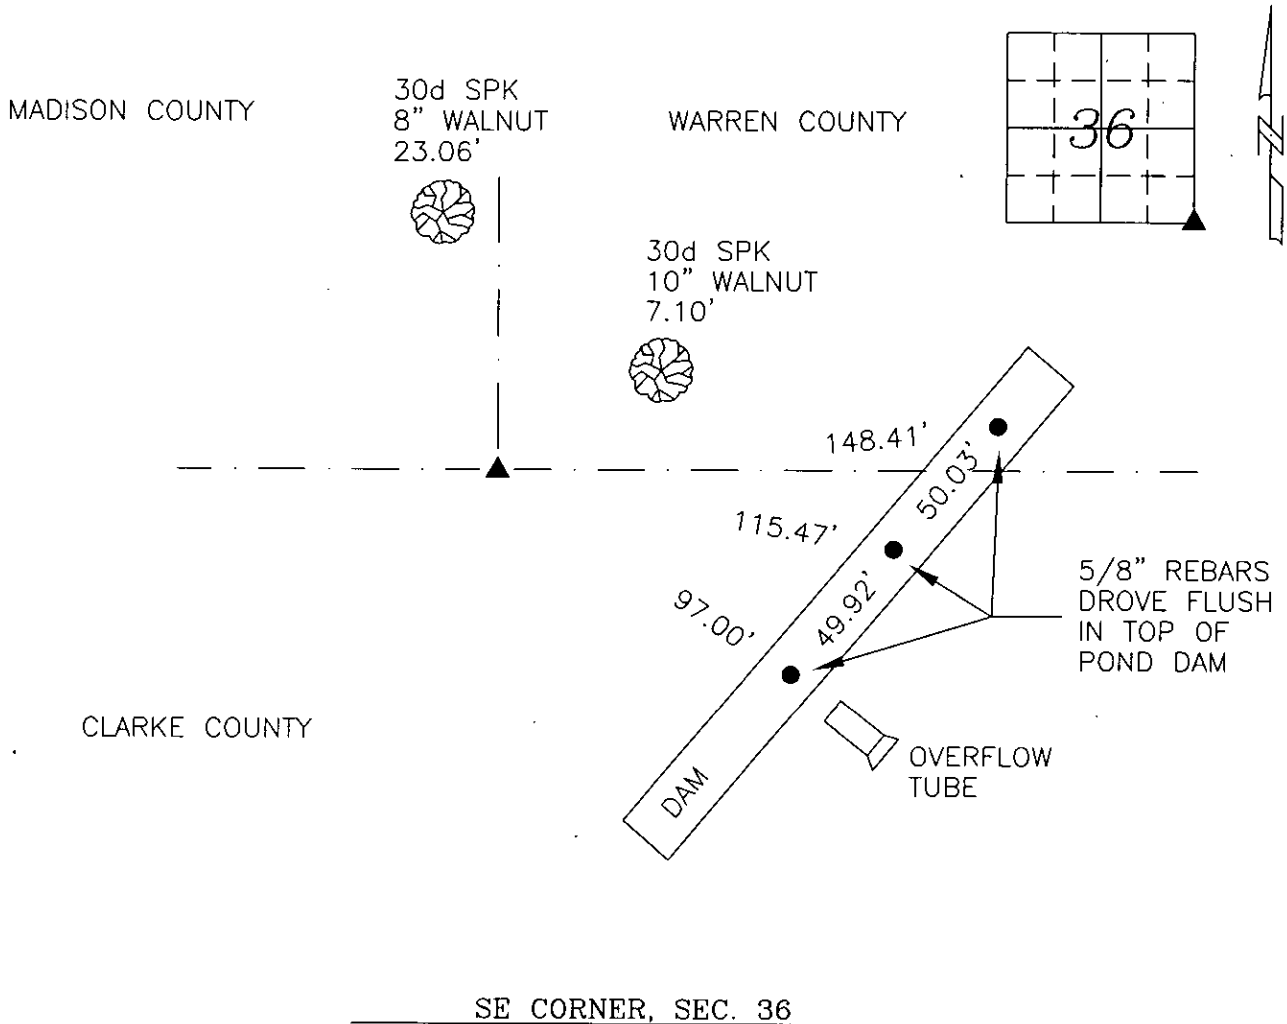 MADISON COUNTY
30d SPK
8" WALNUT
23.06'
WARREN COUNTY
36
N
30d SPK
10" WALNUT
7.10'
148.41'
50.03'
115.47'
49.92'
97.00'
5/8" REBARS
DROVE FLUSH
IN TOP OF
POND DAM
CLARKE COUNTY
OVERFLOW
TUBE
DAM
SE CORNER, SEC. 36